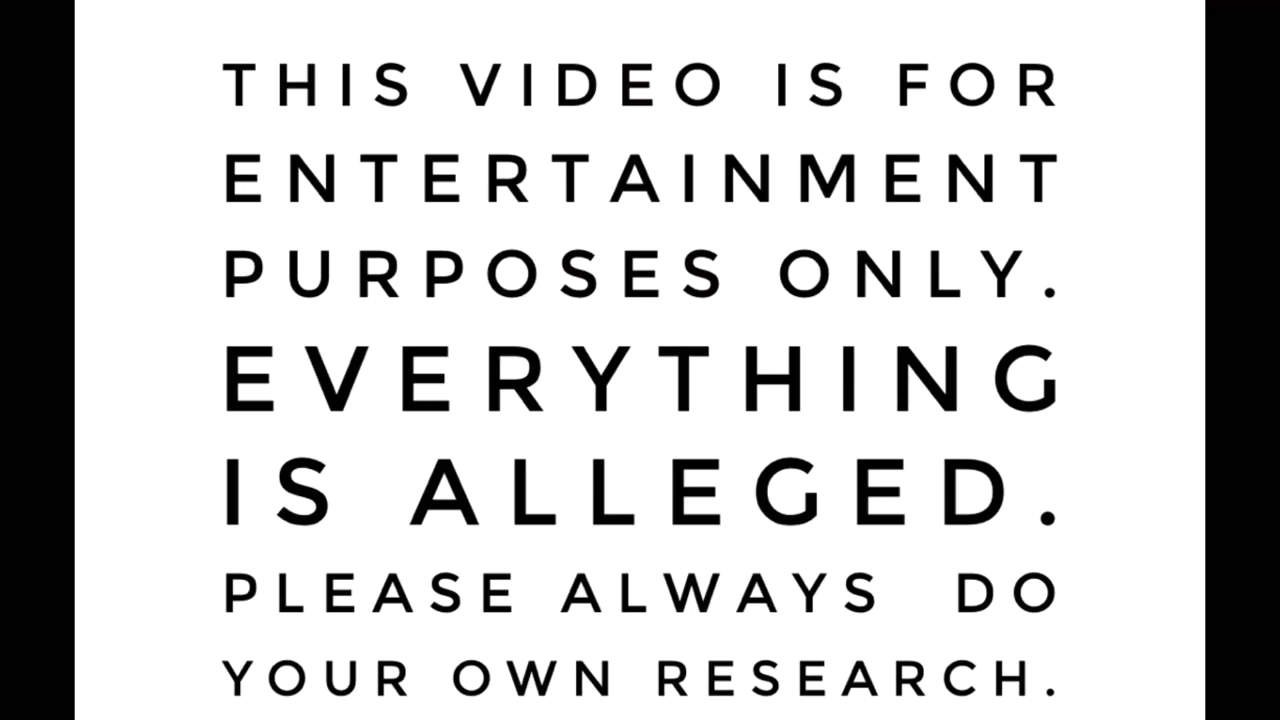 THIS VIDEO IS FOR
ENTERTAINMENT
PURPOSES ONLY.
EVERYTHING
IS ALLEGED.
PLEASE ALWAYS DO
YOUR OWN RESEARCH.